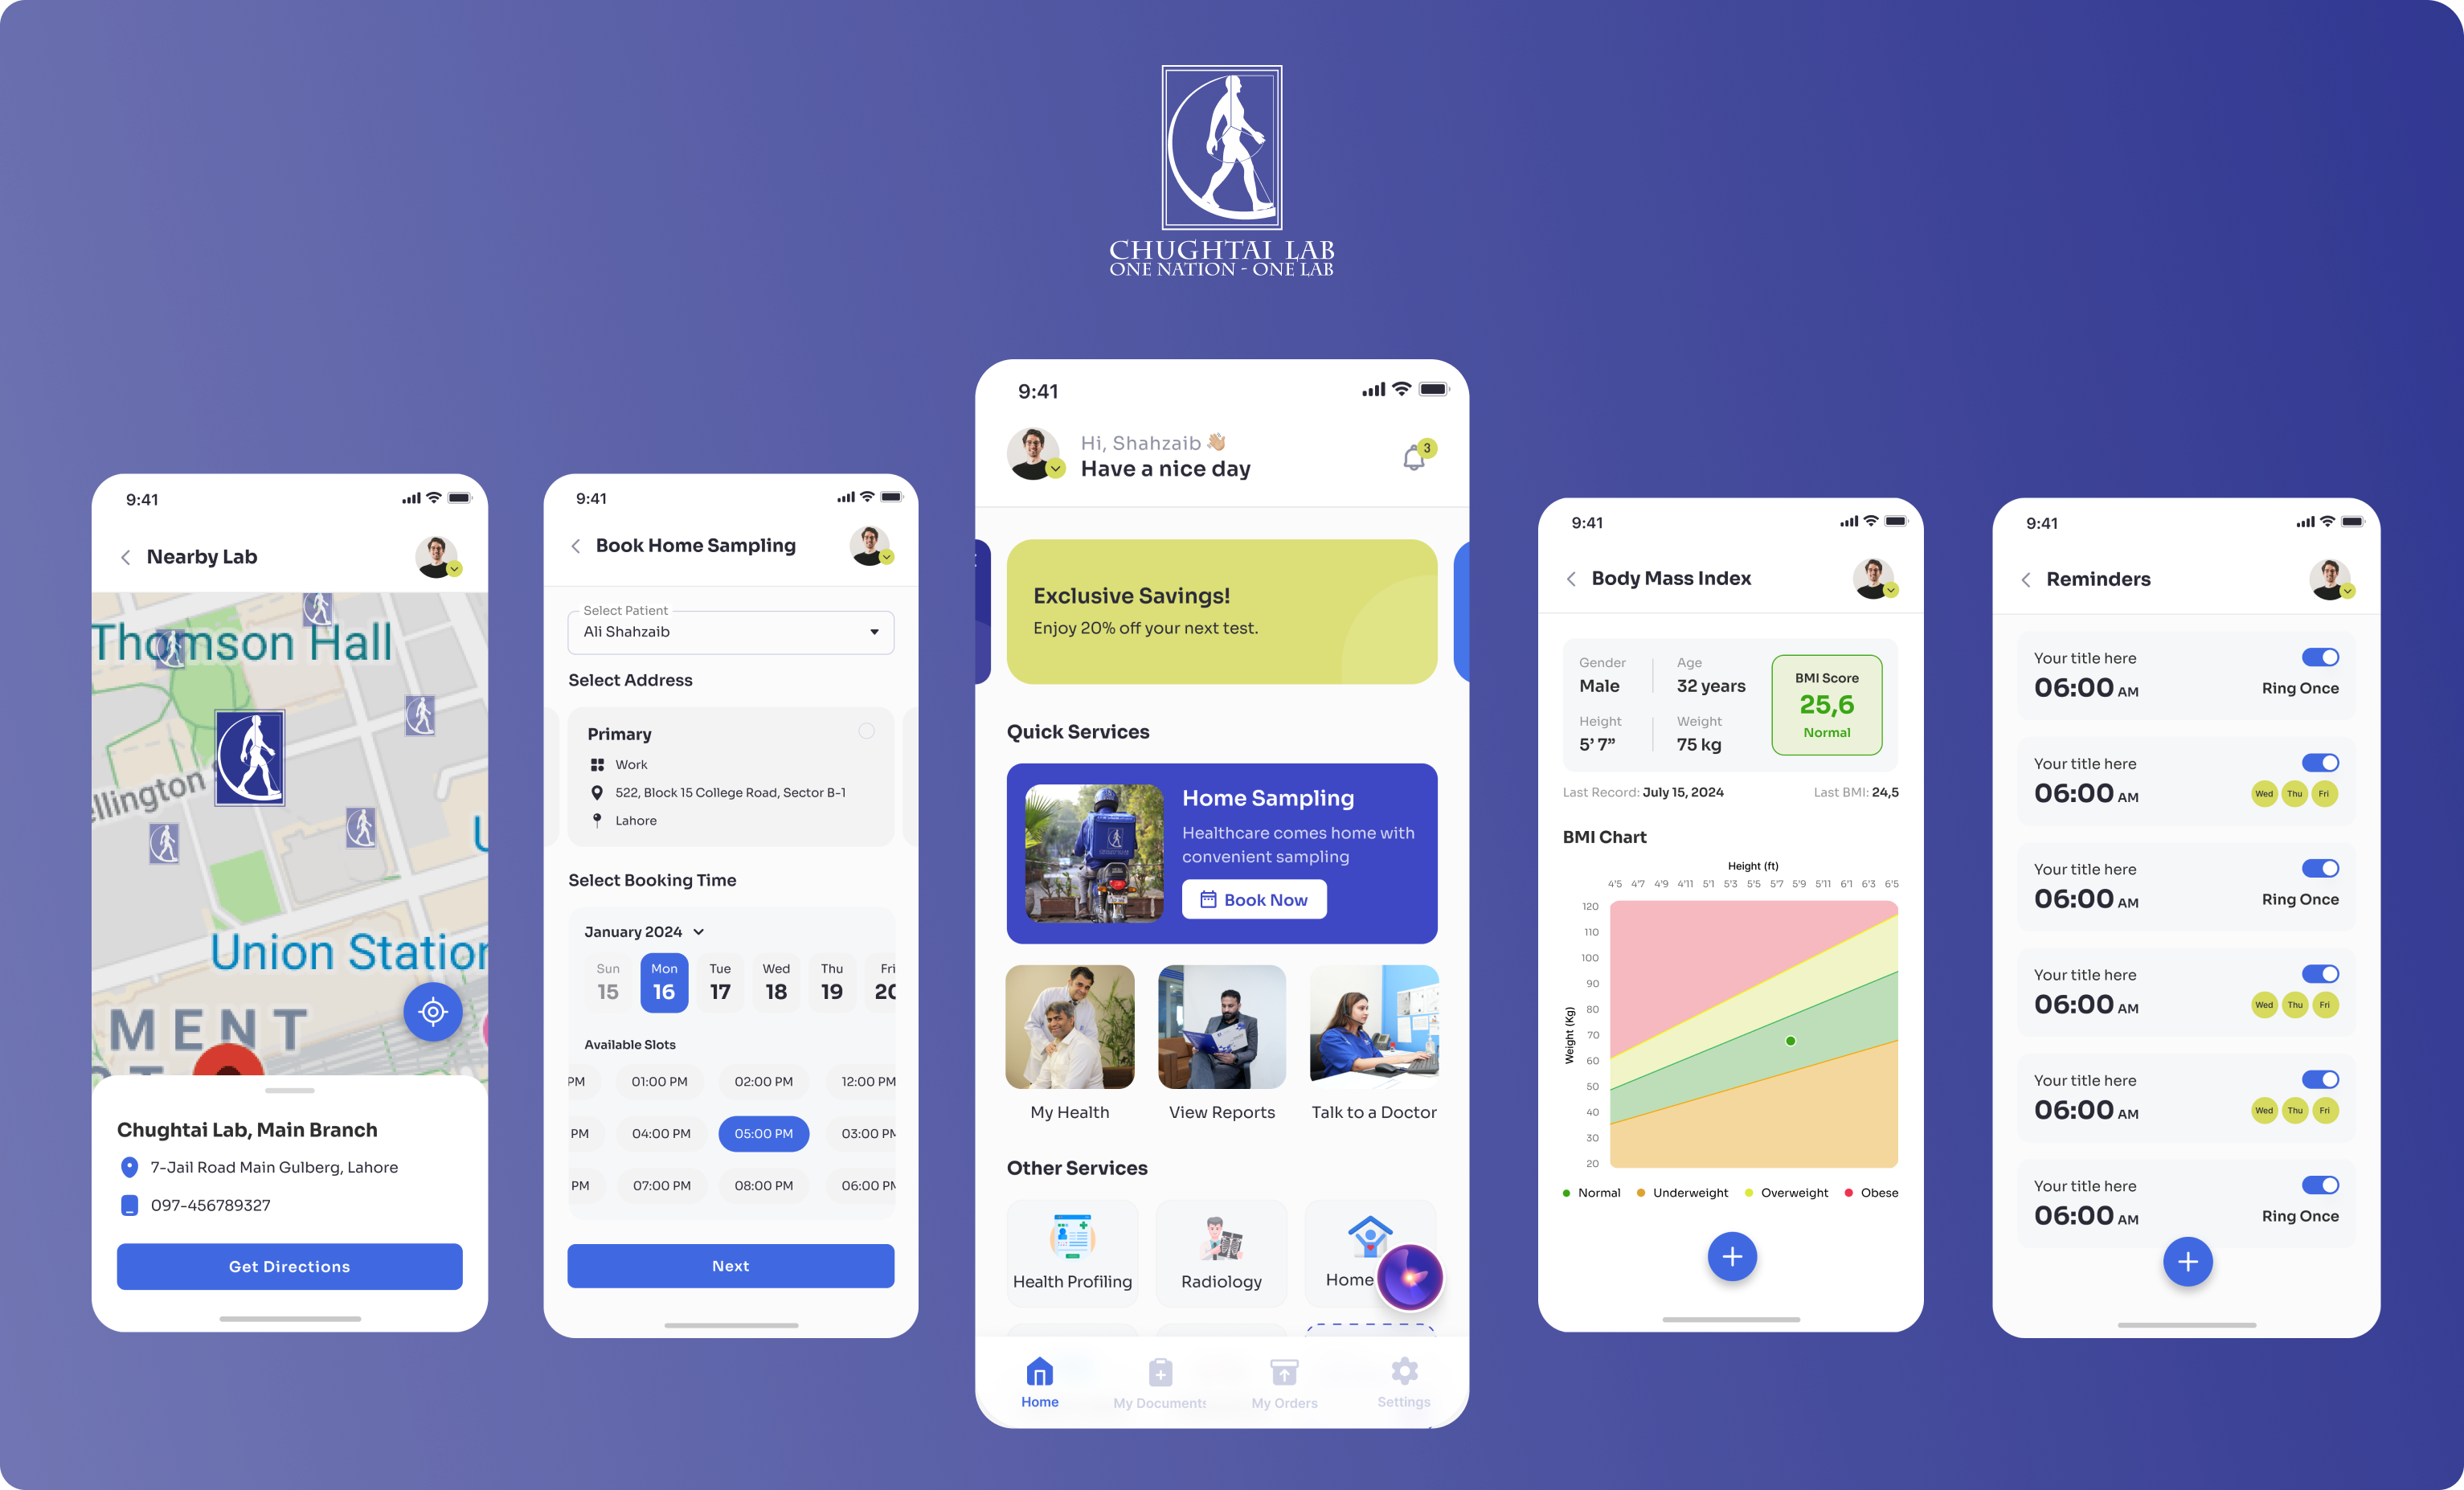 CHUGHTAI LAB
ONE NATION - ONE LAB
9:41
Nearby Lab
Thomson Hall
ellington
Union Station
MENT
Chughtai Lab, Main Branch
7-Jail Road Main Gulberg, Lahore
097-456789327
Get Directions
9:41
Book Home Sampling
Select Patient
Ali Shahzaib
Select Address
Primary
Work
522, Block 15 College Road, Sector B-1
Lahore
Select Booking Time
January 2024
Sun Mon Tue Wed Thu Fri
15 16 17 18 19 20
Available Slots
PM 01:00 PM 02:00 PM 12:00 PM
PM 04:00 PM 05:00 PM 03:00 PM
PM 07:00 PM 08:00 PM 06:00 PM
Next
9:41
Hi, Shahzaib 👋🏼
3
Have a nice day
Exclusive Savings!
Enjoy 20% off your next test.
Quick Services
Home Sampling
Healthcare comes home with
convenient sampling
Book Now
My Health View Reports Talk to a Doctor
Other Services
Health Profiling Radiology Home
Home My Documents My Orders Settings
9:41
Body Mass Index
Gender Age
Male 32 years
Height Weight
5’ 7” 75 kg
BMI Score
25,6
Normal
Last Record: July 15, 2024 Last BMI: 24,5
BMI Chart
Height (ft)
4'5 4'7 4'9 4'11 5'1 5'3 5'5 5'7 5'9 5'11 6'1 6'3 6'5
Weight (Kg)
120
110
100
90
80
70
60
50
40
30
20
Normal Underweight Overweight Obese
9:41
Reminders
Your title here
06:00 AM Ring Once
Your title here
06:00 AM Wed Thu Fri
Your title here
06:00 AM Ring Once
Your title here
06:00 AM Wed Thu Fri
Your title here
06:00 AM Wed Thu Fri
Your title here
06:00 AM Ring Once